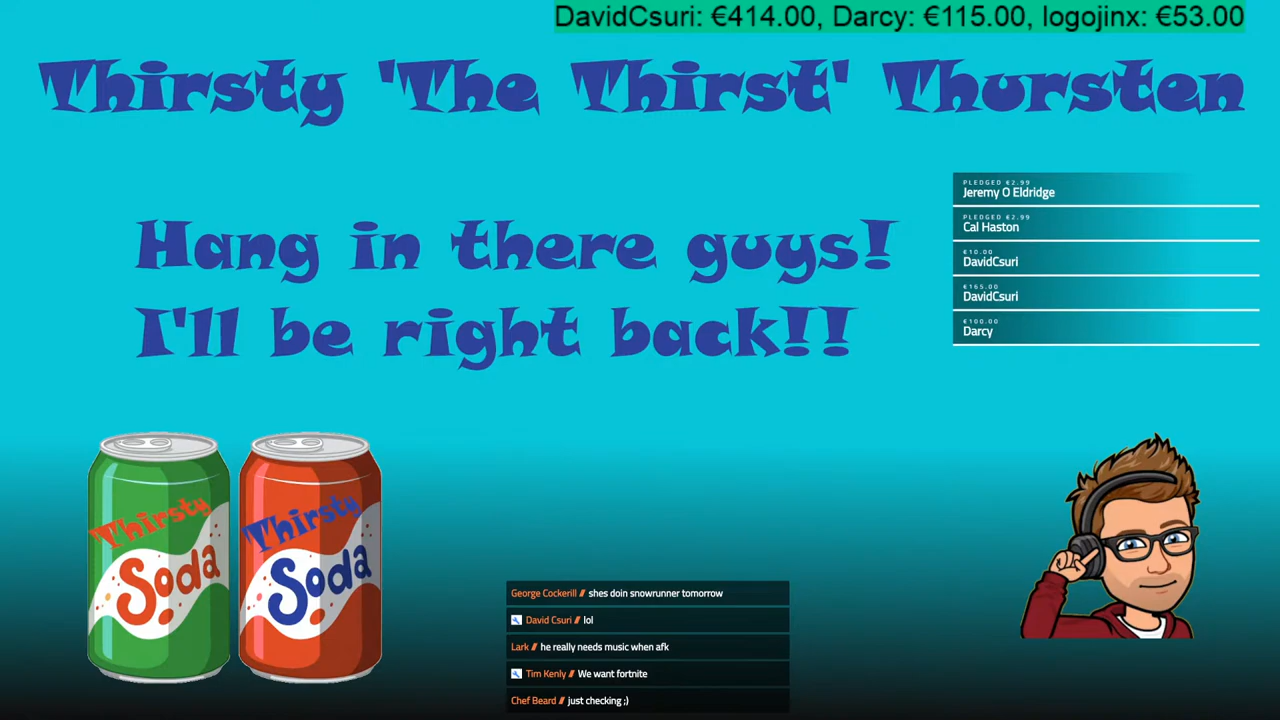 DavidCsuri: €414.00, Darcy: €115.00, logojinx: €53.00
Thirsty 'The Thirst' Thursten
Hang in there guys!
I'll be right back!!
PLEDGED €2.99
Jeremy O Eldridge
PLEDGED €2.99
Cal Haston
€10.00
DavidCsuri
€165.00
DavidCsuri
€100.00
Darcy
Thirsty
Soda
Thirsty
Soda
George Cockerill // shes doin snowrunner tomorrow
David Csuri // lol
Lark // he really needs music when afk
Tim Kenly // We want fortnite
Chef Beard // just checking ;)